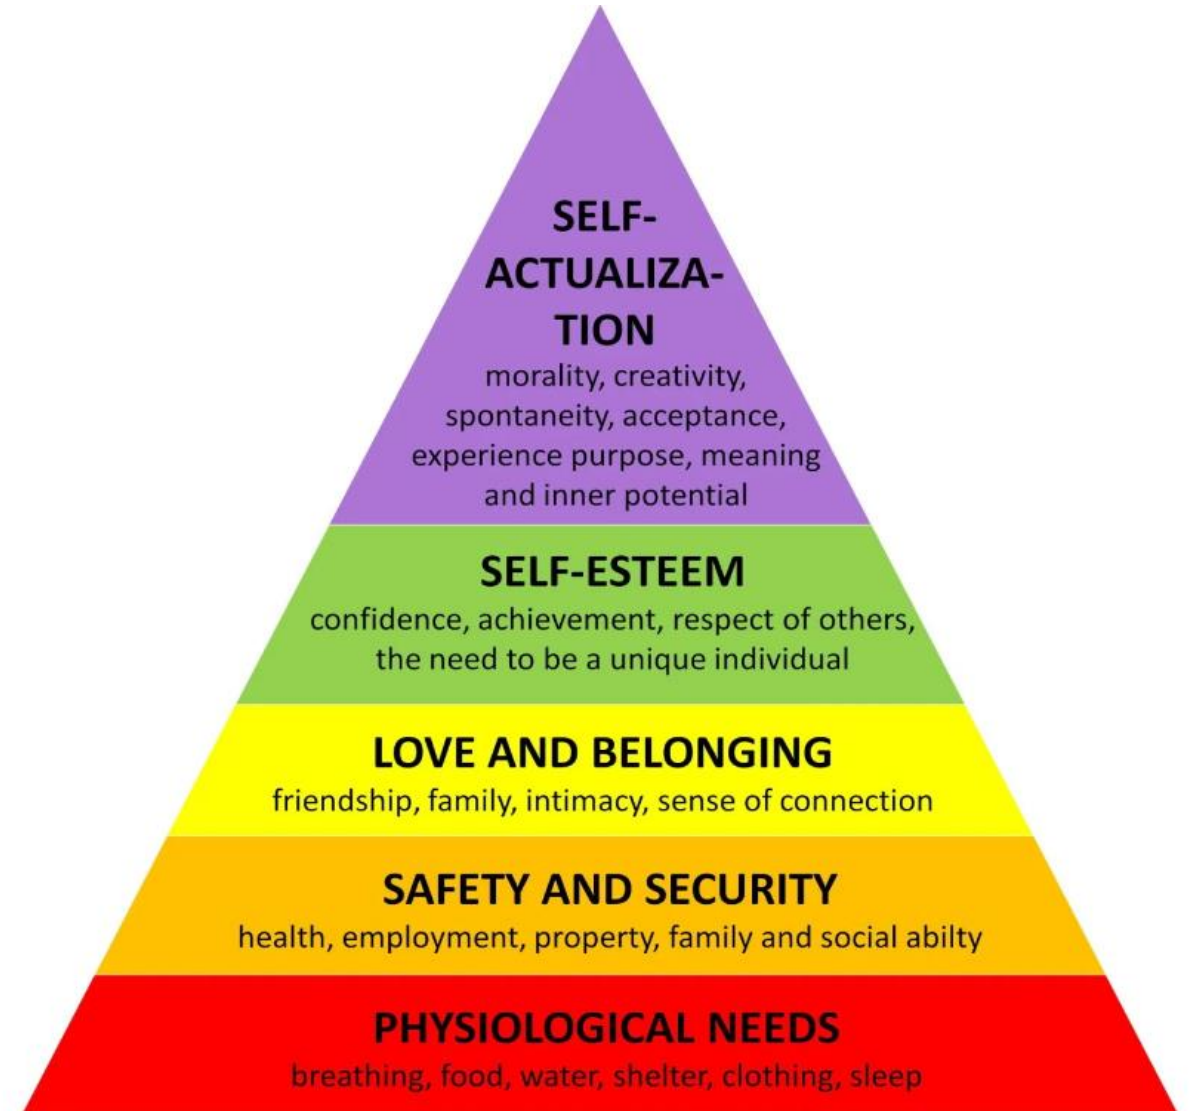 SELF-
ACTUALIZA-
TION
morality, creativity,
spontaneity, acceptance,
experience purpose, meaning
and inner potential
SELF-ESTEEM
confidence, achievement, respect of others,
the need to be a unique individual
LOVE AND BELONGING
friendship, family, intimacy, sense of connection
SAFETY AND SECURITY
health, employment, property, family and social abilty
PHYSIOLOGICAL NEEDS
breathing, food, water, shelter, clothing, sleep